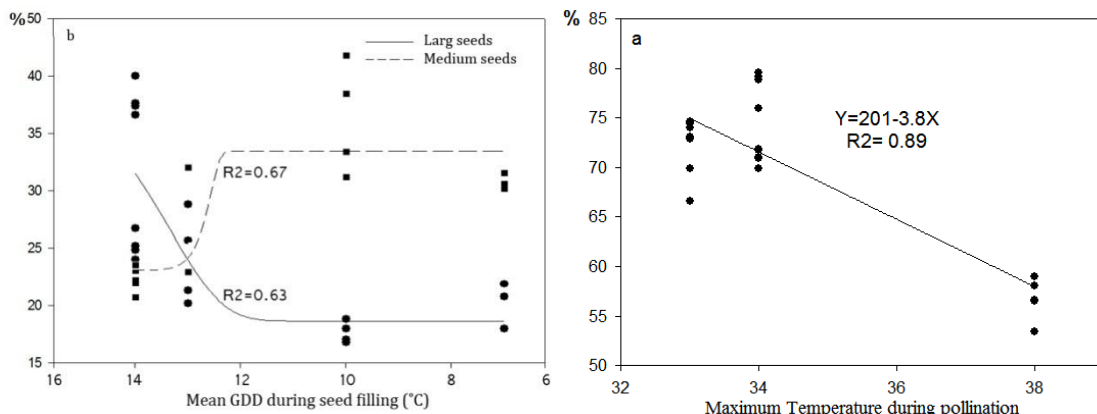 %
50
b
Larg seeds
Medium seeds
45
40
35
30
25
20
15
R2=0.67
R2=0.63
16
14
12
10
8
6
Mean GDD during seed filling (°C)
%
85
a
80
75
70
65
60
55
50
Y=201-3.8X
R2= 0.89
32
34
36
38
Maximum Temperature during pollination